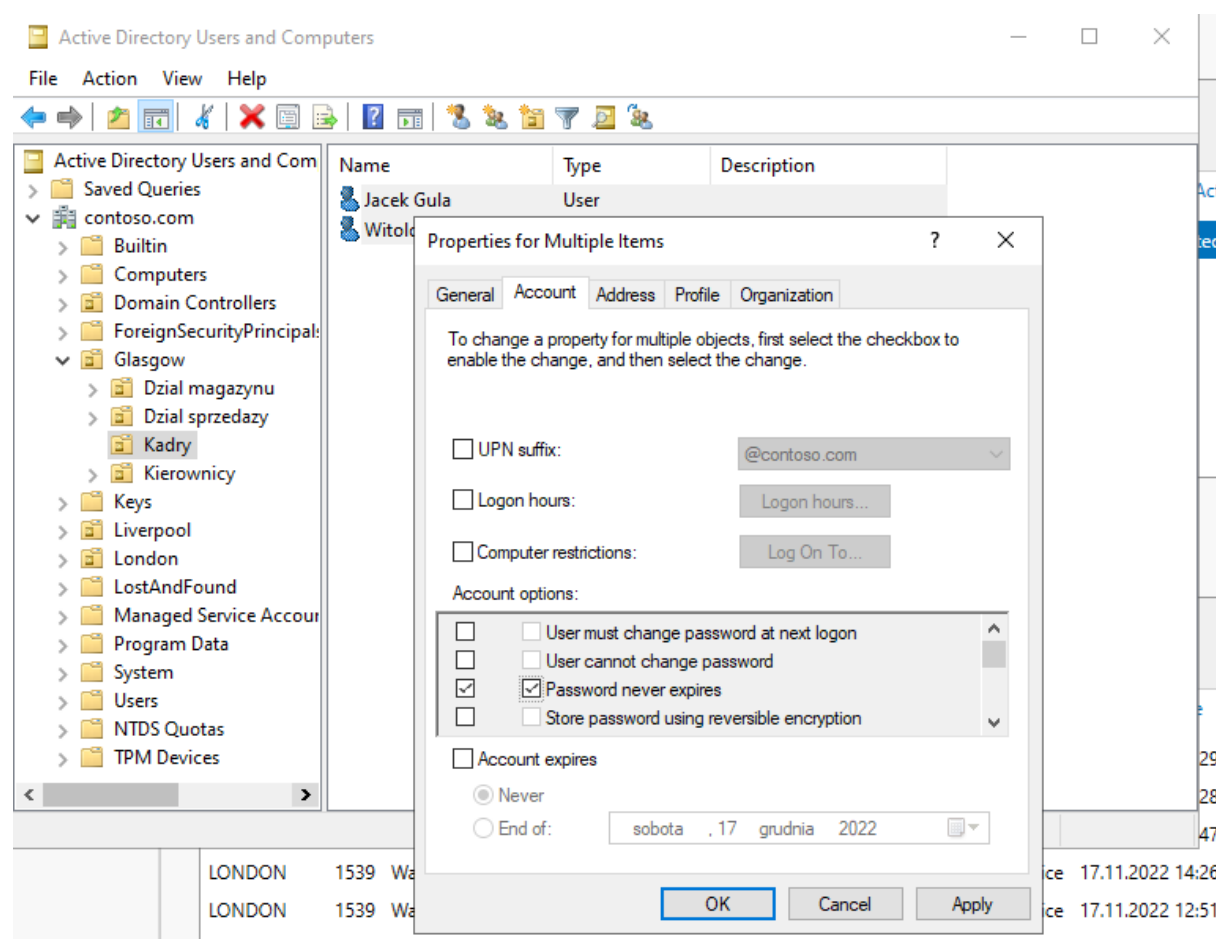 Active Directory Users and Computers
File Action View Help
Active Directory Users and Com
Saved Queries
contoso.com
Builtin
Computers
Domain Controllers
ForeignSecurityPrincipal:
Glasgow
Dzial magazynu
Dzial sprzedazy
Kadry
Kierownicy
Keys
Liverpool
London
LostAndFound
Managed Service Accour
Program Data
System
Users
NTDS Quotas
TPM Devices
Name Type Description
Jacek Gula User
Witold
Properties for Multiple Items ? X
General Account Address Profile Organization
To change a property for multiple objects, first select the checkbox to
enable the change, and then select the change.
UPN suffix: @contoso.com
Logon hours: Logon hours...
Computer restrictions: Log On To...
Account options:
User must change password at next logon
User cannot change password
Password never expires
Store password using reversible encryption
Account expires
Never
End of: sobota , 17 grudnia 2022
OK Cancel Apply
29
28
47
LONDON 1539 Wa ice 17.11.2022 14:26
LONDON 1539 Wa ice 17.11.2022 12:51